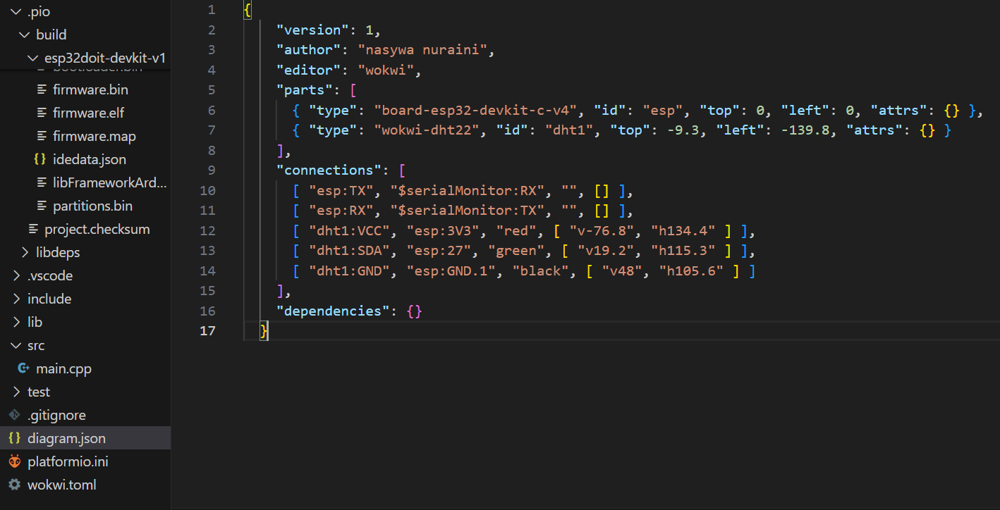 .pio
build
esp32doit-devkit-v1
bootloader.bin
firmware.bin
firmware.elf
firmware.map
{} idedata.json
libFrameworkArd...
partitions.bin
project.checksum
libdeps
.vscode
include
lib
src
main.cpp
test
.gitignore
{} diagram.json
platformio.ini
wokwi.toml
1 {
2 "version": 1,
3 "author": "nasywa nuraini",
4 "editor": "wokwi",
5 "parts": [
6 { "type": "board-esp32-devkit-c-v4", "id": "esp", "top": 0, "left": 0, "attrs": {} },
7 { "type": "wokwi-dht22", "id": "dht1", "top": -9.3, "left": -139.8, "attrs": {} }
8 ],
9 "connections": [
10 [ "esp:TX", "$serialMonitor:RX", "", [] ],
11 [ "esp:RX", "$serialMonitor:TX", "", [] ],
12 [ "dht1:VCC", "esp:3V3", "red", [ "v-76.8", "h134.4" ] ],
13 [ "dht1:SDA", "esp:27", "green", [ "v19.2", "h115.3" ] ],
14 [ "dht1:GND", "esp:GND.1", "black", [ "v48", "h105.6" ] ]
15 ],
16 "dependencies": {}
17 }